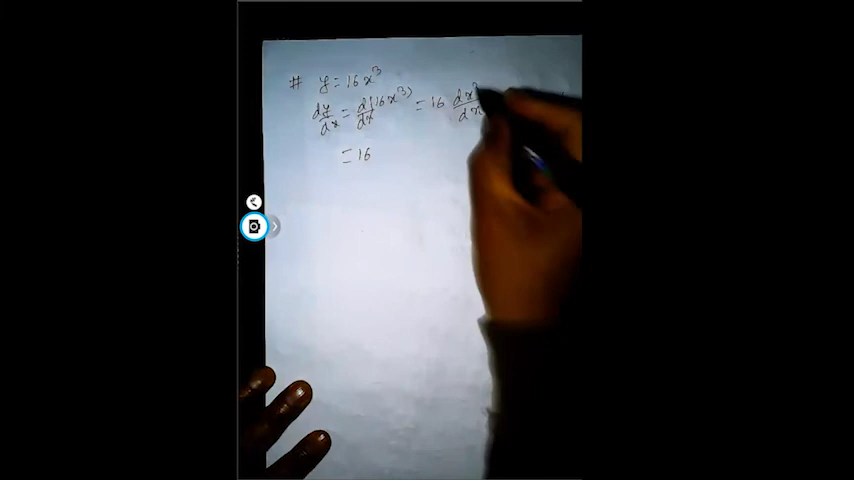 # y = 16x³
dy/dx = d(16x³)/dx = 16 dx³/dx
= 16